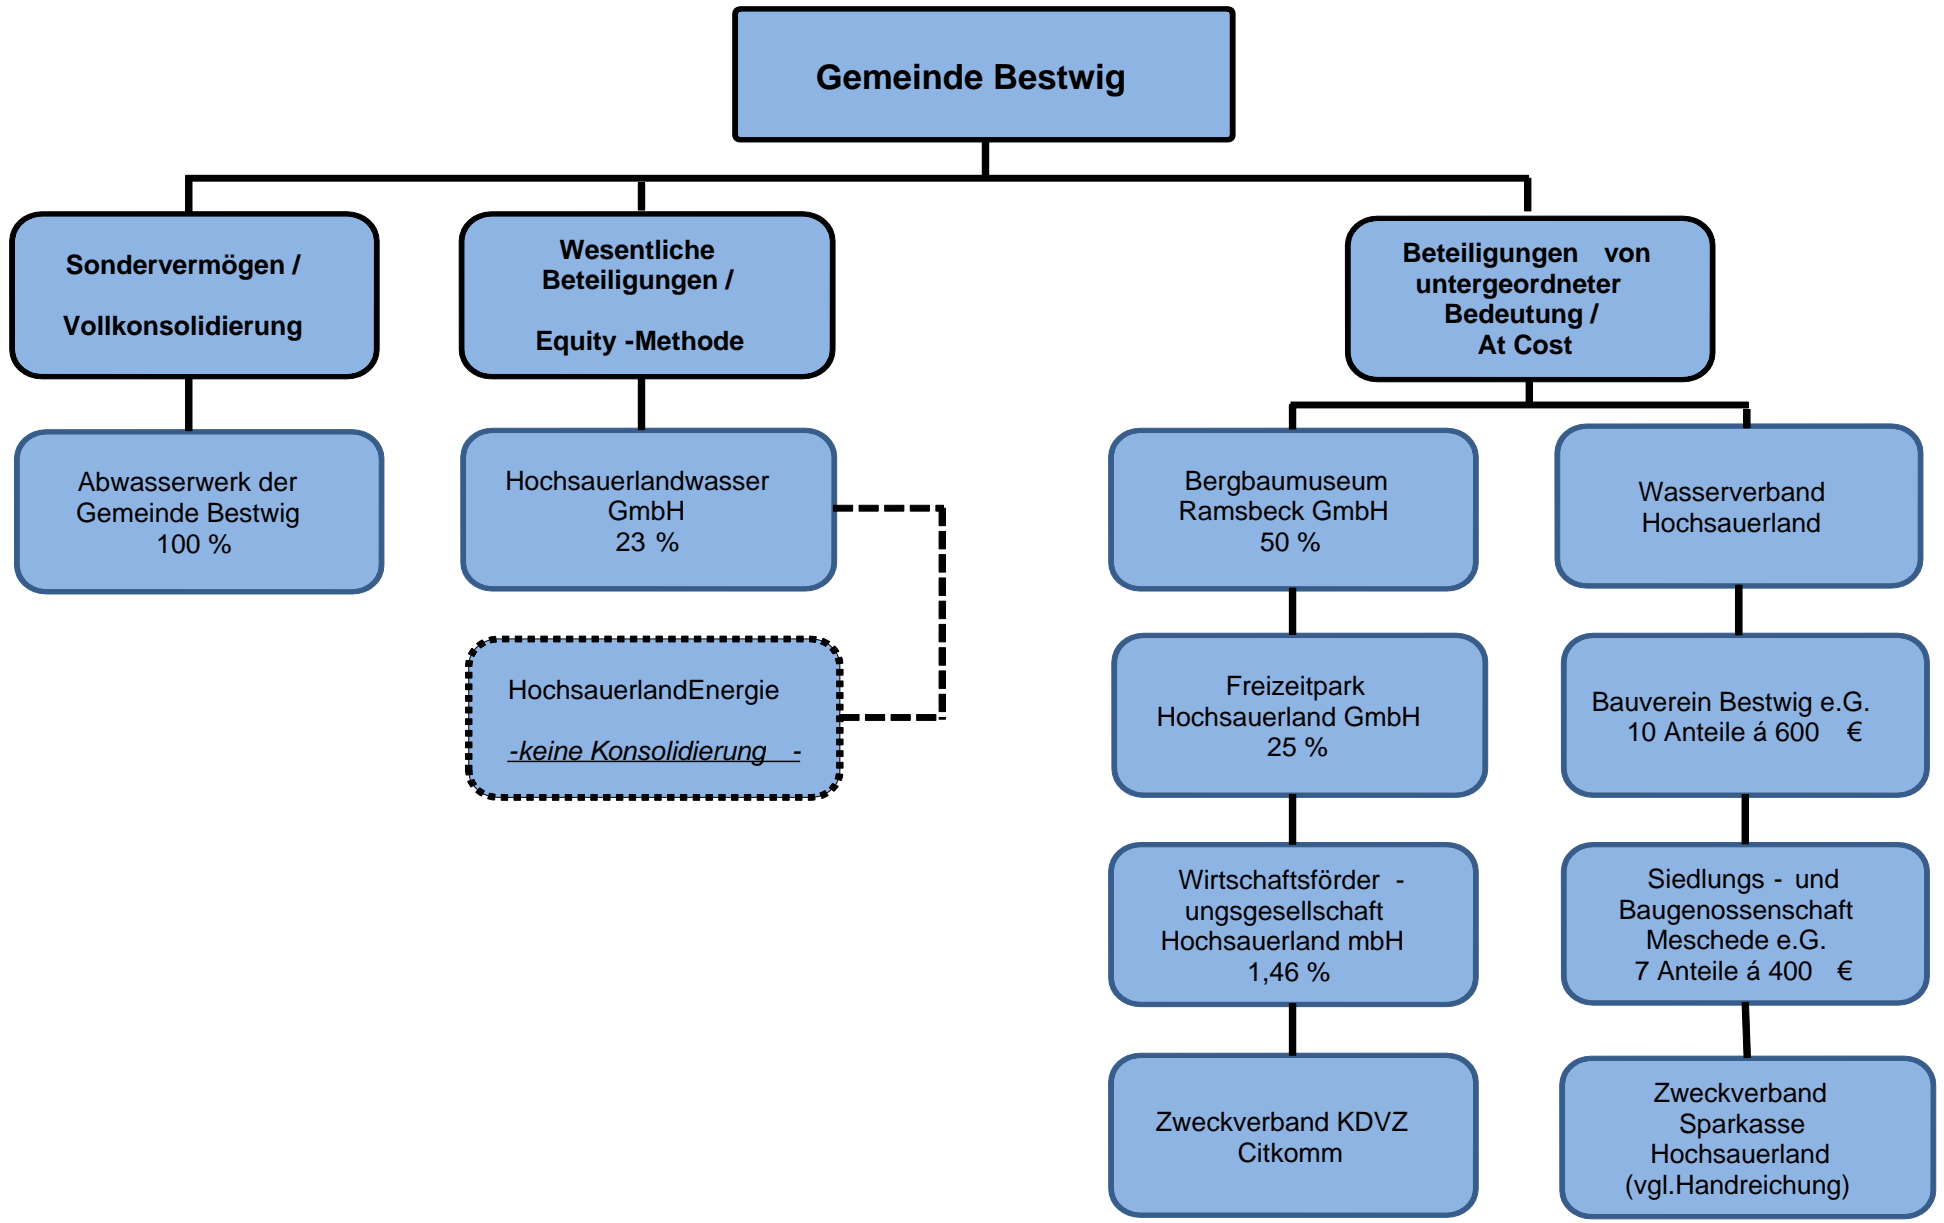 Gemeinde Bestwig
Sondervermögen /
Vollkonsolidierung
Wesentliche
Beteiligungen /
Equity -Methode
Beteiligungen von
untergeordneter
Bedeutung /
At Cost
Abwasserwerk der
Gemeinde Bestwig
100 %
Hochsauerlandwasser
GmbH
23 %
HochsauerlandEnergie
-keine Konsolidierung -
Bergbaumuseum
Ramsbeck GmbH
50 %
Freizeitpark
Hochsauerland GmbH
25 %
Wirtschaftsförder -
ungsgesellschaft
Hochsauerland mbH
1,46 %
Zweckverband KDVZ
Citkomm
Wasserverband
Hochsauerland
Bauverein Bestwig e.G.
10 Anteile á 600 €
Siedlungs - und
Baugenossenschaft
Meschede e.G.
7 Anteile á 400 €
Zweckverband
Sparkasse
Hochsauerland
(vgl.Handreichung)